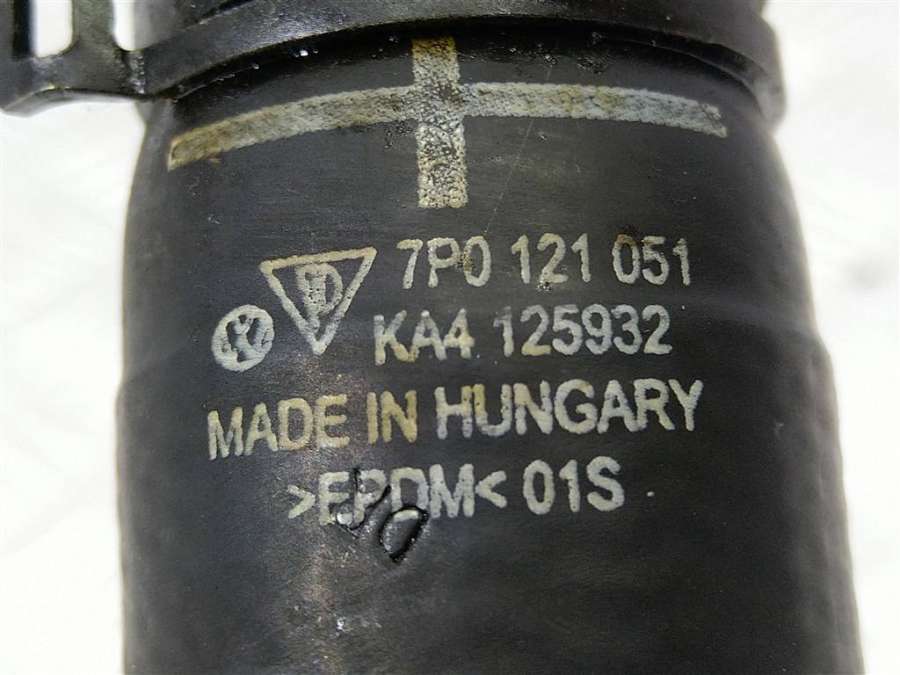 7P0 121 051
KA4 125932
MADE IN HUNGARY
>EPDM< 01S